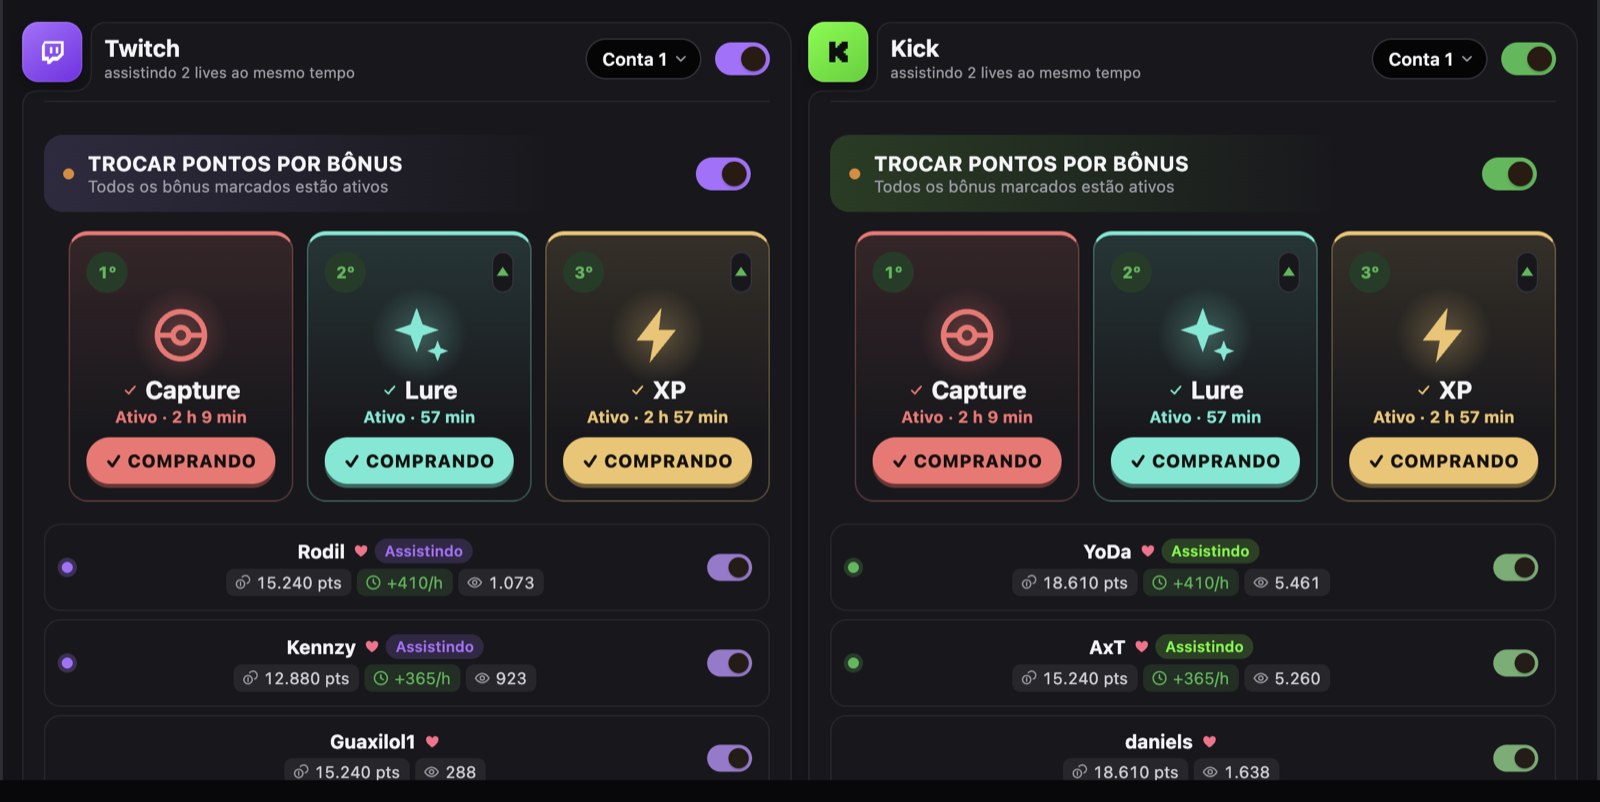 Twitch
assistindo 2 lives ao mesmo tempo
Conta 1
TROCAR PONTOS POR BÔNUS
Todos os bônus marcados estão ativos
1º
Capture
Ativo · 2 h 9 min
COMPRANDO
2º
Lure
Ativo · 57 min
COMPRANDO
3º
XP
Ativo · 2 h 57 min
COMPRANDO
Rodil Assistindo
15.240 pts +410/h 1.073
Kennzy Assistindo
12.880 pts +365/h 923
Guaxilol1
15.240 pts 288
Kick
assistindo 2 lives ao mesmo tempo
Conta 1
TROCAR PONTOS POR BÔNUS
Todos os bônus marcados estão ativos
1º
Capture
Ativo · 2 h 9 min
COMPRANDO
2º
Lure
Ativo · 57 min
COMPRANDO
3º
XP
Ativo · 2 h 57 min
COMPRANDO
YoDa Assistindo
18.610 pts +410/h 5.461
AxT Assistindo
15.240 pts +365/h 5.260
daniels
18.610 pts 1.638